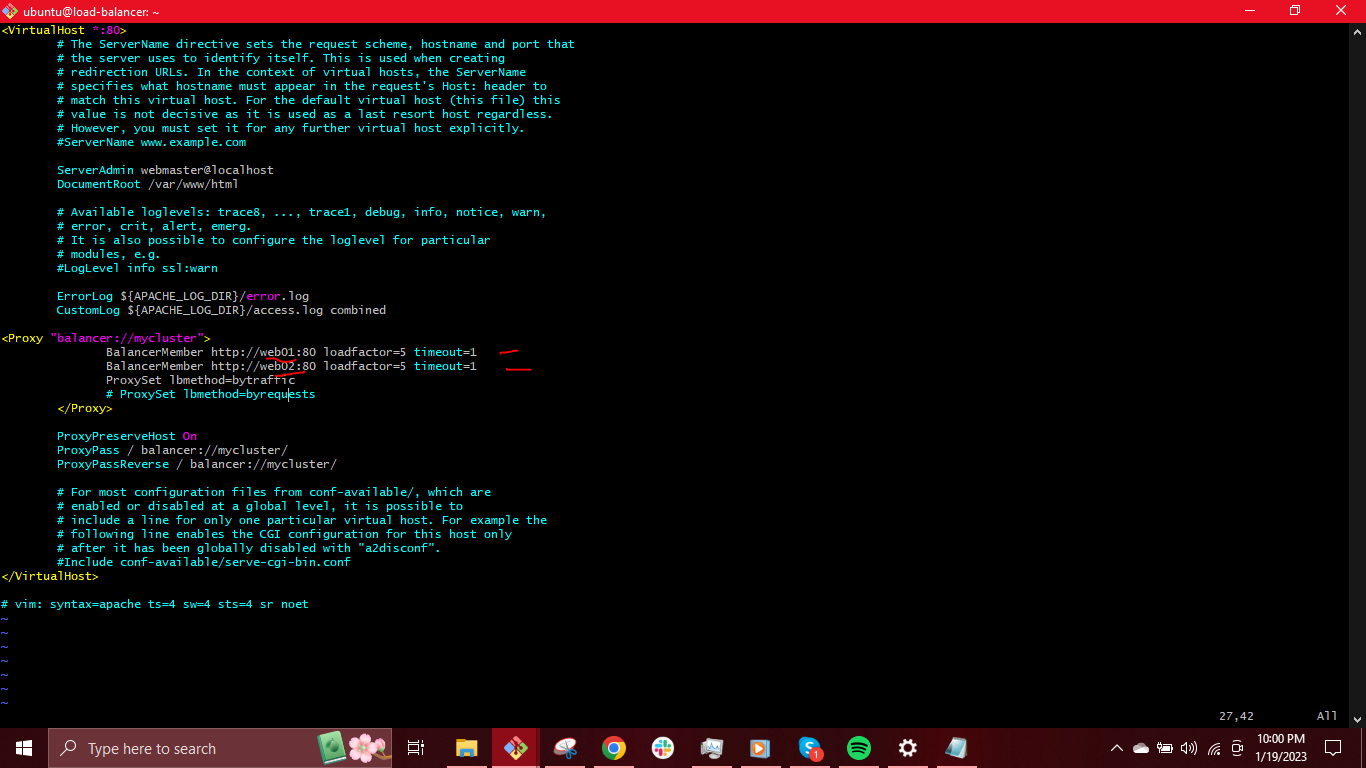 ubuntu@load-balancer: ~
<VirtualHost *:80>
# The ServerName directive sets the request scheme, hostname and port that
# the server uses to identify itself. This is used when creating
# redirection URLs. In the context of virtual hosts, the ServerName
# specifies what hostname must appear in the request's Host: header to
# match this virtual host. For the default virtual host (this file) this
# value is not decisive as it is used as a last resort host regardless.
# However, you must set it for any further virtual host explicitly.
#ServerName www.example.com
ServerAdmin webmaster@localhost
DocumentRoot /var/www/html
# Available loglevels: trace8, ..., trace1, debug, info, notice, warn,
# error, crit, alert, emerg.
# It is also possible to configure the loglevel for particular
# modules, e.g.
#LogLevel info ssl:warn
ErrorLog ${APACHE_LOG_DIR}/error.log
CustomLog ${APACHE_LOG_DIR}/access.log combined
<Proxy "balancer://mycluster">
BalancerMember http://web01:80 loadfactor=5 timeout=1
BalancerMember http://web02:80 loadfactor=5 timeout=1
ProxySet lbmethod=bytraffic
# ProxySet lbmethod=byrequests
</Proxy>
ProxyPreserveHost On
ProxyPass / balancer://mycluster/
ProxyPassReverse / balancer://mycluster/
# For most configuration files from conf-available/, which are
# enabled or disabled at a global level, it is possible to
# include a line for only one particular virtual host. For example the
# following line enables the CGI configuration for this host only
# after it has been globally disabled with "a2disconf".
#Include conf-available/serve-cgi-bin.conf
</VirtualHost>
# vim: syntax=apache ts=4 sw=4 sts=4 sr noet
~
~
~
~
~
~
~
27,42 All
Type here to search
1
10:00 PM
1/19/2023